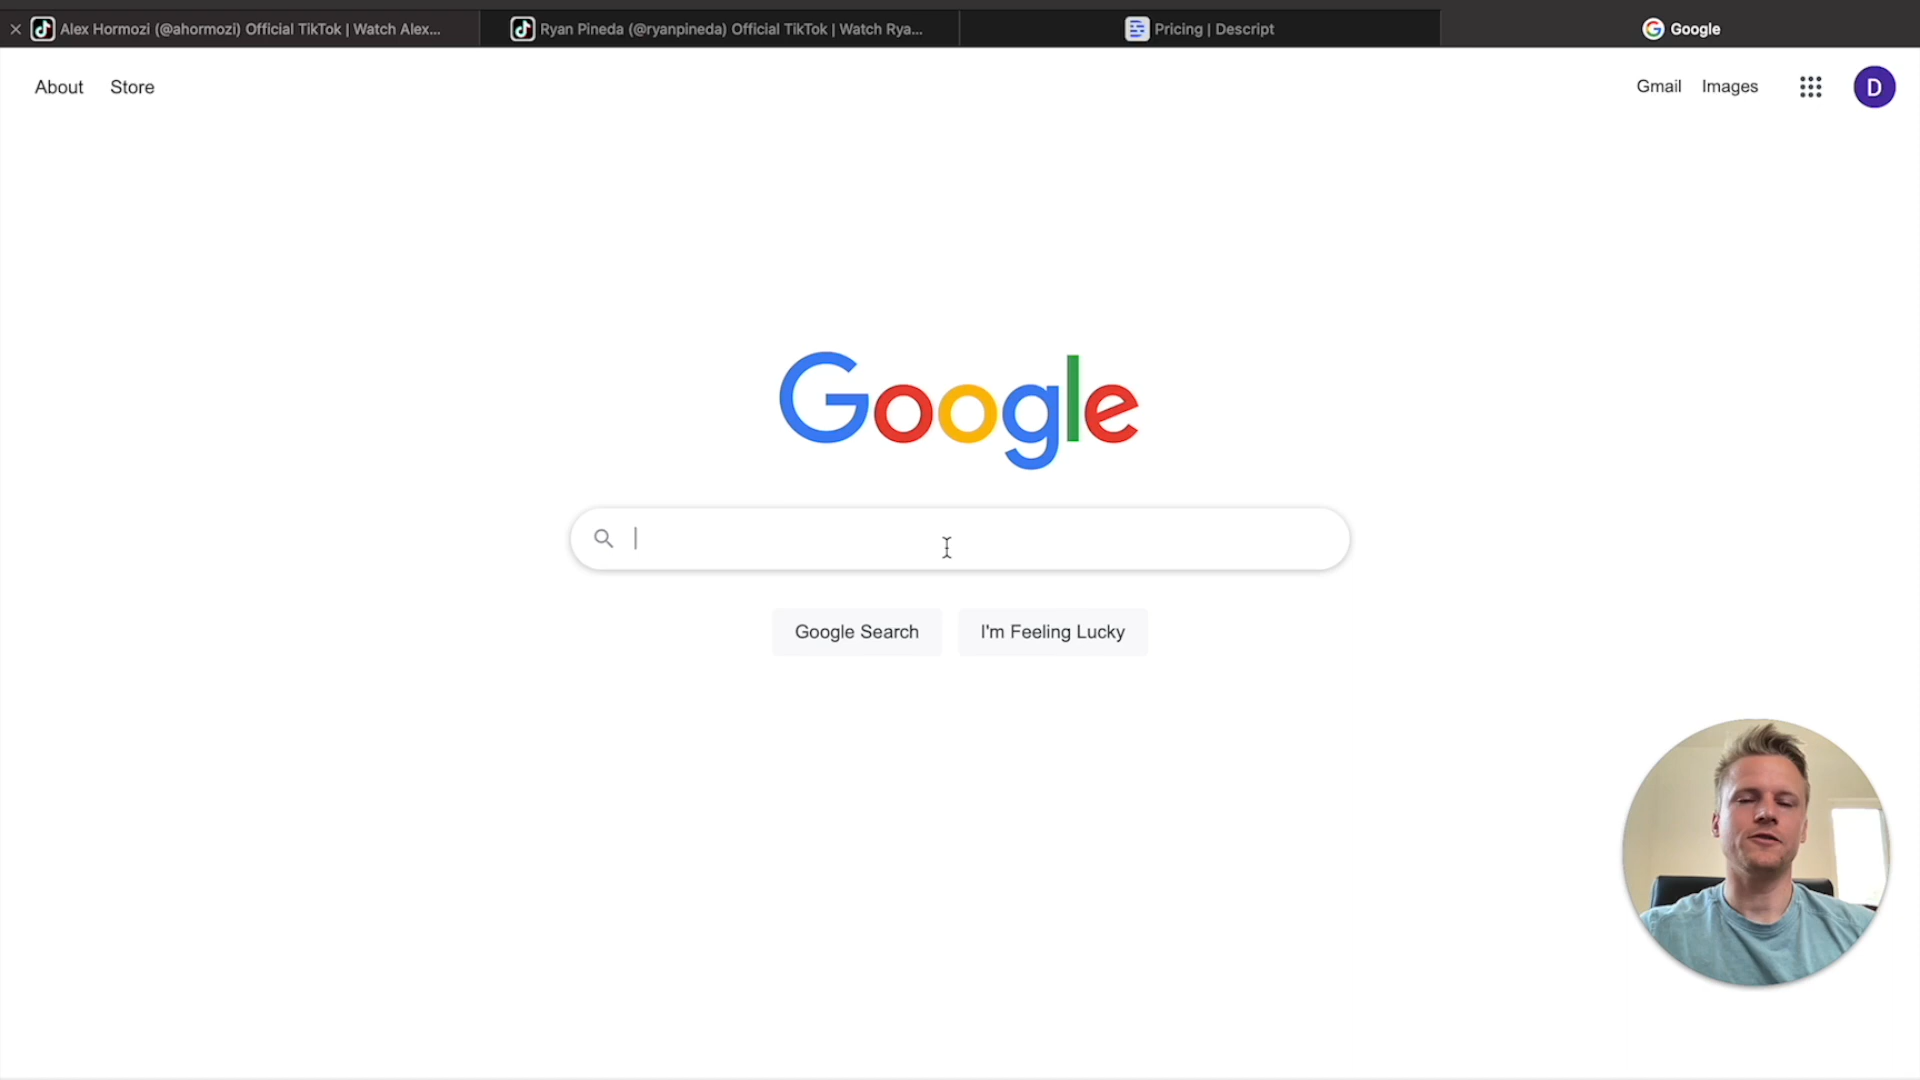 Alex Hormozi (@ahormozi) Official TikTok | Watch Alex...
Ryan Pineda (@ryanpineda) Official TikTok | Watch Rya...
Pricing | Descript
Google
About
Store
Gmail
Images
D
Google
Google Search
I'm Feeling Lucky